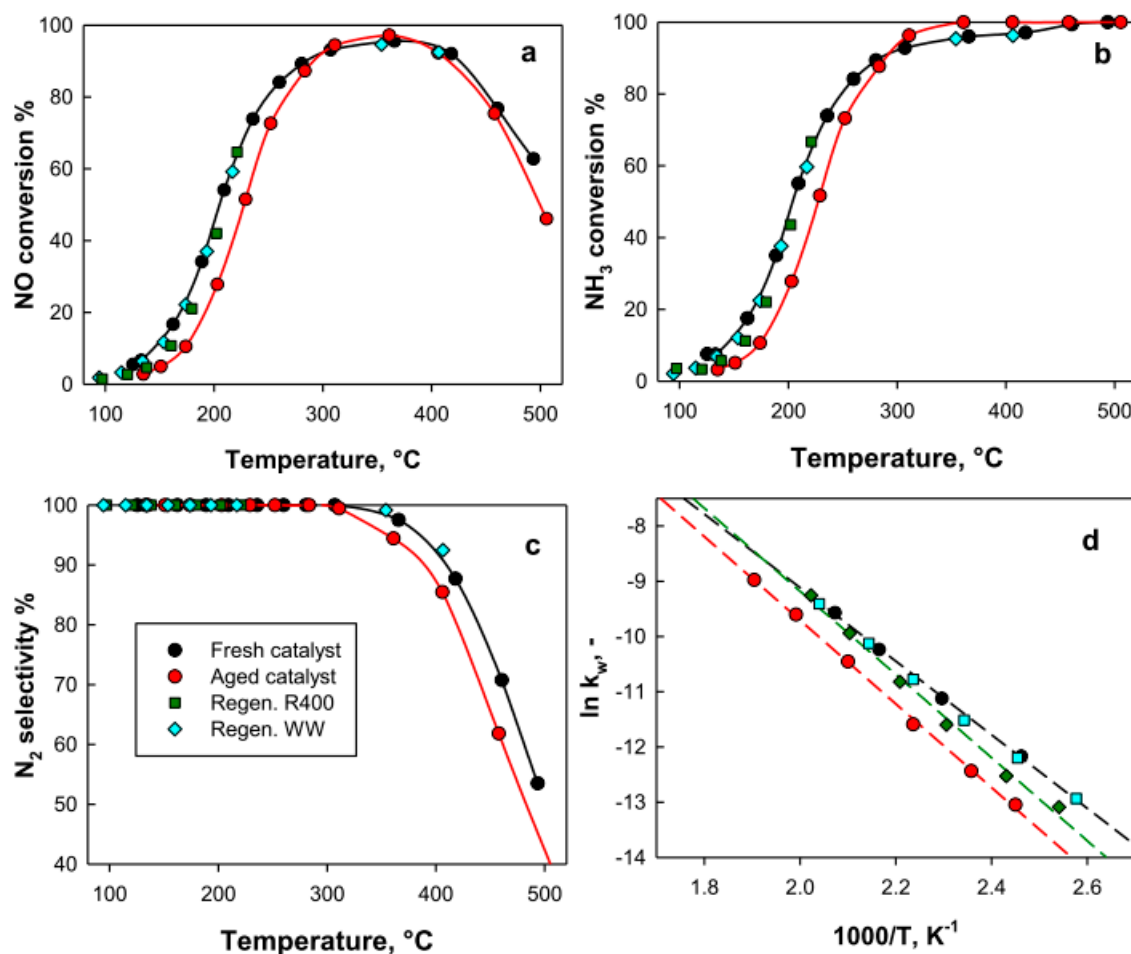 a
NO conversion %
100
80
60
40
20
0
100 200 300 400 500
Temperature, °C
b
NH3 conversion %
100
80
60
40
20
0
100 200 300 400 500
Temperature, °C
c
N2 selectivity %
100
90
80
70
60
50
40
Fresh catalyst
Aged catalyst
Regen. R400
Regen. WW
100 200 300 400 500
Temperature, °C
d
ln kw, -
-8
-9
-10
-11
-12
-13
-14
1.8 2.0 2.2 2.4 2.6
1000/T, K-1